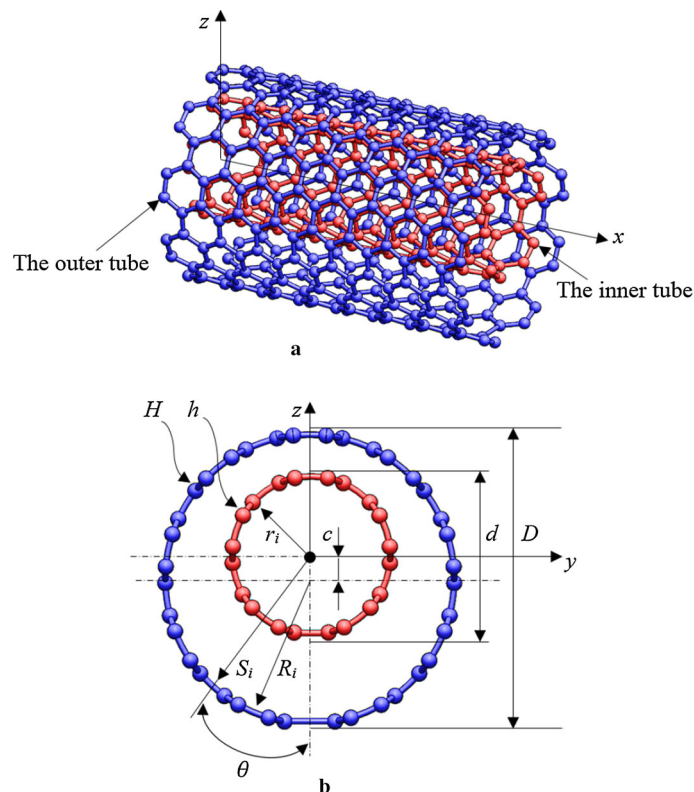 z
x
The outer tube
The inner tube
a
H
h
z
r_i
c
d
D
y
S_i
R_i
θ
b